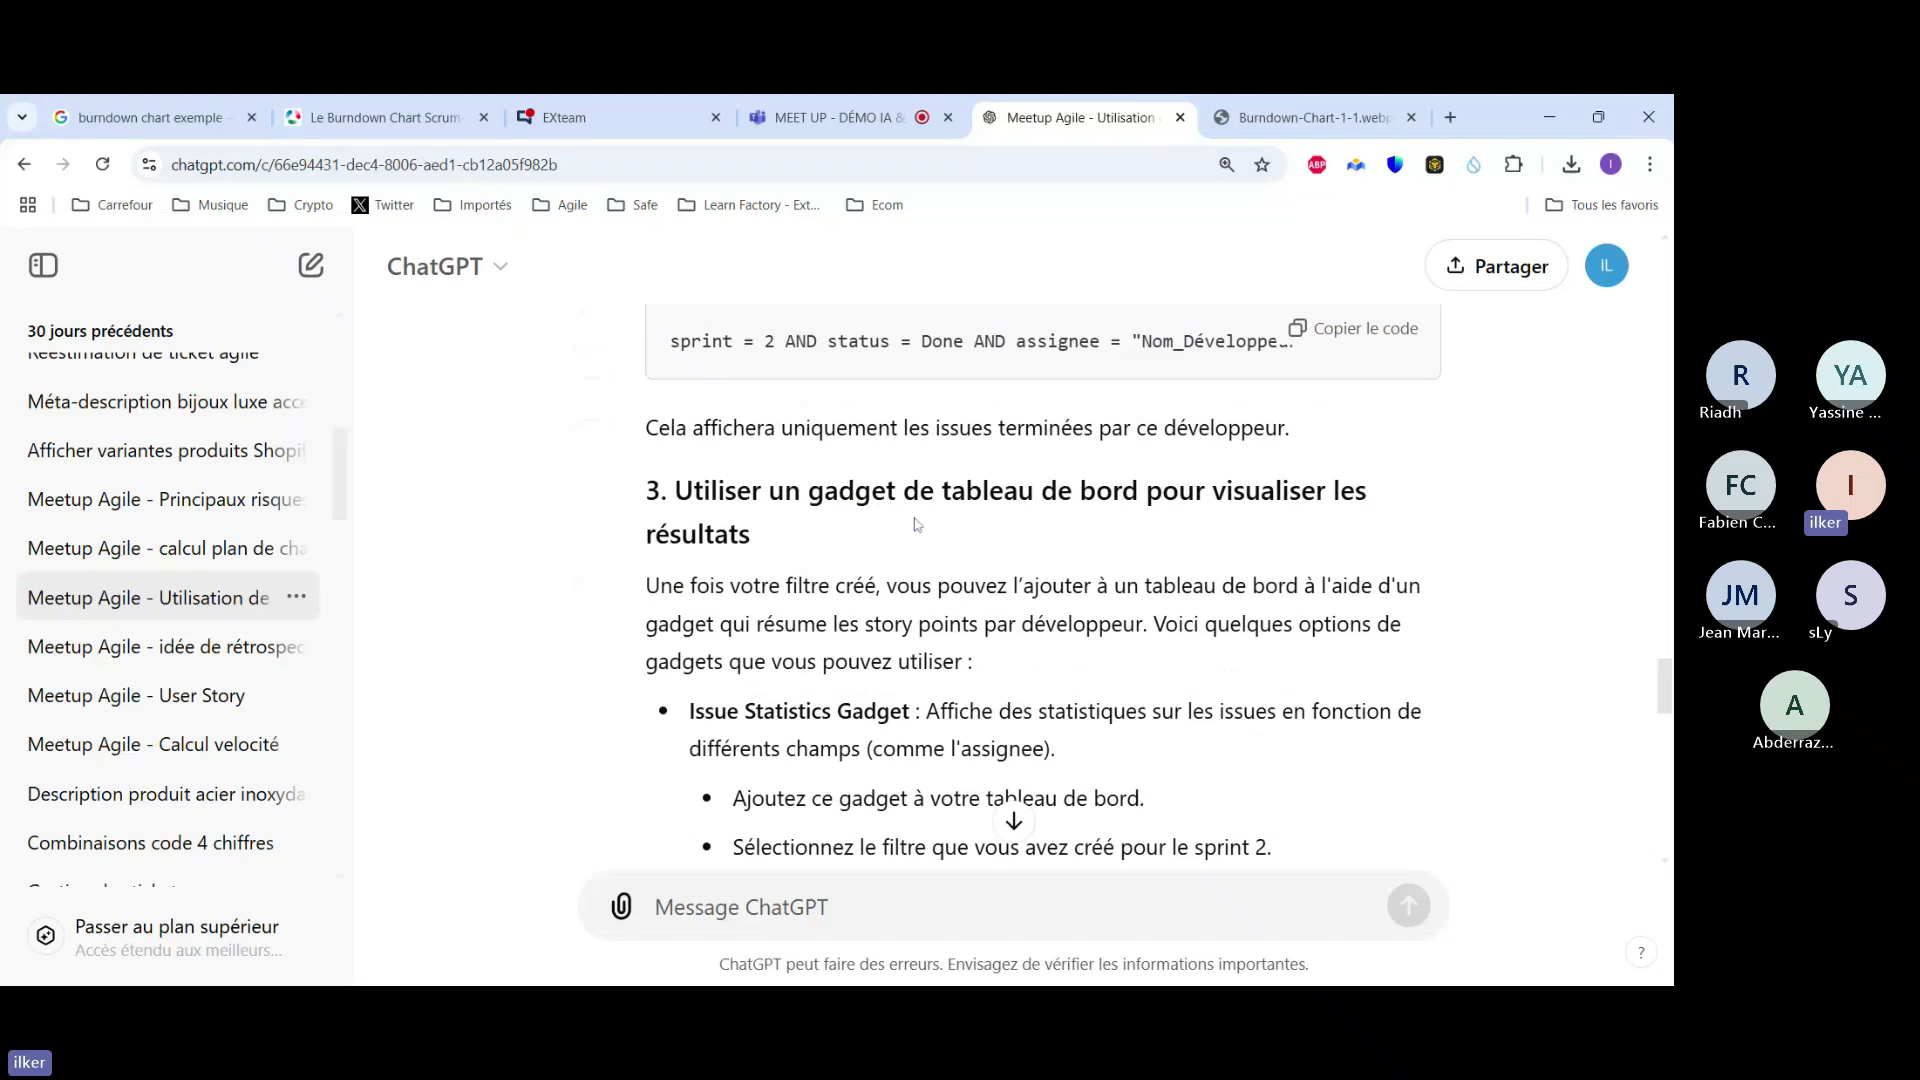 burndown chart exemple -
Le Burndown Chart Scrum
EXteam
MEET UP - DÉMO IA &
Meetup Agile - Utilisation
Burndown-Chart-1-1.webp
chatgpt.com/c/66e94431-dec4-8006-aed1-cb12a05f982b
ABP
I
Carrefour
Musique
Crypto
Twitter
Importés
Agile
Safe
Learn Factory - Ext...
Ecom
Tous les favoris
ChatGPT
Partager
IL
30 jours précédents
Réestimation de ticket agile
Méta-description bijoux luxe acce
Afficher variantes produits Shopif
Meetup Agile - Principaux risques
Meetup Agile - calcul plan de cha
Meetup Agile - Utilisation de
Meetup Agile - idée de rétrospec
Meetup Agile - User Story
Meetup Agile - Calcul velocité
Description produit acier inoxyda
Combinaisons code 4 chiffres
Passer au plan supérieur
Accès étendu aux meilleurs...
Copier le code
sprint = 2 AND status = Done AND assignee = "Nom_Développeur
Cela affichera uniquement les issues terminées par ce développeur.
3. Utiliser un gadget de tableau de bord pour visualiser les
résultats
Une fois votre filtre créé, vous pouvez l’ajouter à un tableau de bord à l'aide d'un
gadget qui résume les story points par développeur. Voici quelques options de
gadgets que vous pouvez utiliser :
Issue Statistics Gadget : Affiche des statistiques sur les issues en fonction de
différents champs (comme l'assignee).
Ajoutez ce gadget à votre tableau de bord.
Sélectionnez le filtre que vous avez créé pour le sprint 2.
Message ChatGPT
ChatGPT peut faire des erreurs. Envisagez de vérifier les informations importantes.
?
R
Riadh
YA
Yassine ...
FC
Fabien C...
I
ilker
JM
Jean Mar...
S
sLy
A
Abderraz...
ilker